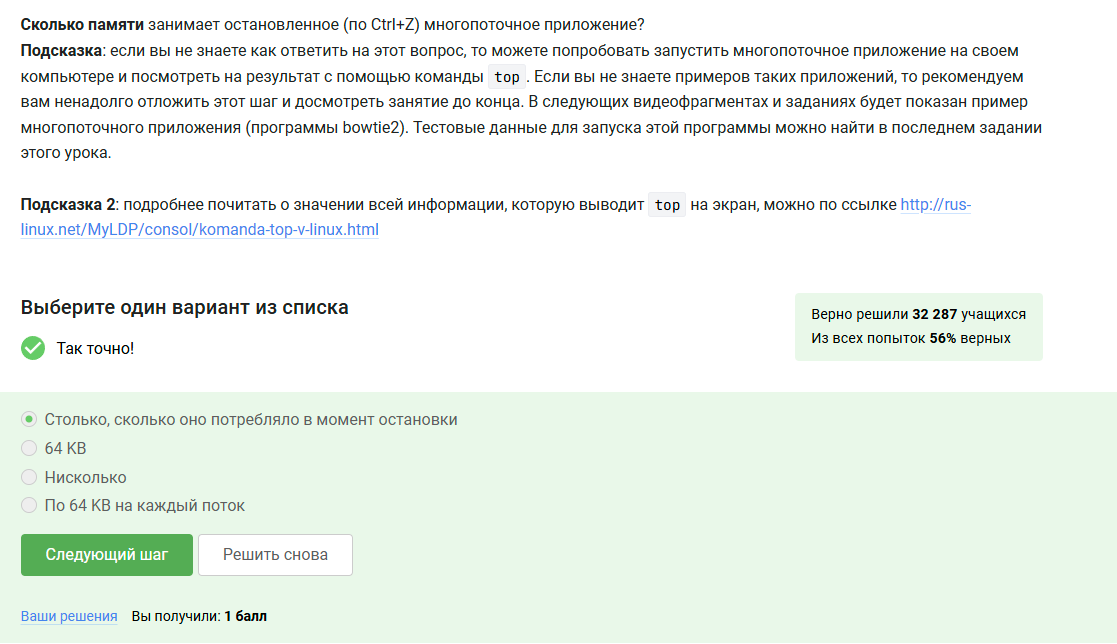 Сколько памяти занимает остановленное (по Ctrl+Z) многопоточное приложение?
Подсказка: если вы не знаете как ответить на этот вопрос, то можете попробовать запустить многопоточное приложение на своем
компьютере и посмотреть на результат с помощью команды top. Если вы не знаете примеров таких приложений, то рекомендуем
вам ненадолго отложить этот шаг и досмотреть занятие до конца. В следующих видеофрагментах и заданиях будет показан пример
многопоточного приложения (программы bowtie2). Тестовые данные для запуска этой программы можно найти в последнем задании
этого урока.
Подсказка 2: подробнее почитать о значении всей информации, которую выводит top на экран, можно по ссылке http://rus-
linux.net/MyLDP/consol/komanda-top-v-linux.html
Выберите один вариант из списка
Верно решили 32 287 учащихся
Из всех попыток 56% верных
Так точно!
Столько, сколько оно потребляло в момент остановки
64 KB
Нисколько
По 64 KB на каждый поток
Следующий шаг
Решить снова
Ваши решения Вы получили: 1 балл